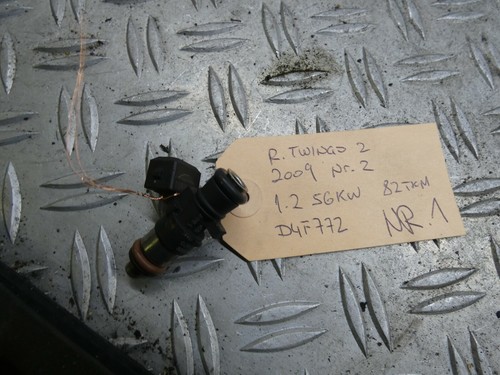 R. TWINGO 2
2009 Nr. 2
1.2 56KW 82TKM
D4F772 NR. 1